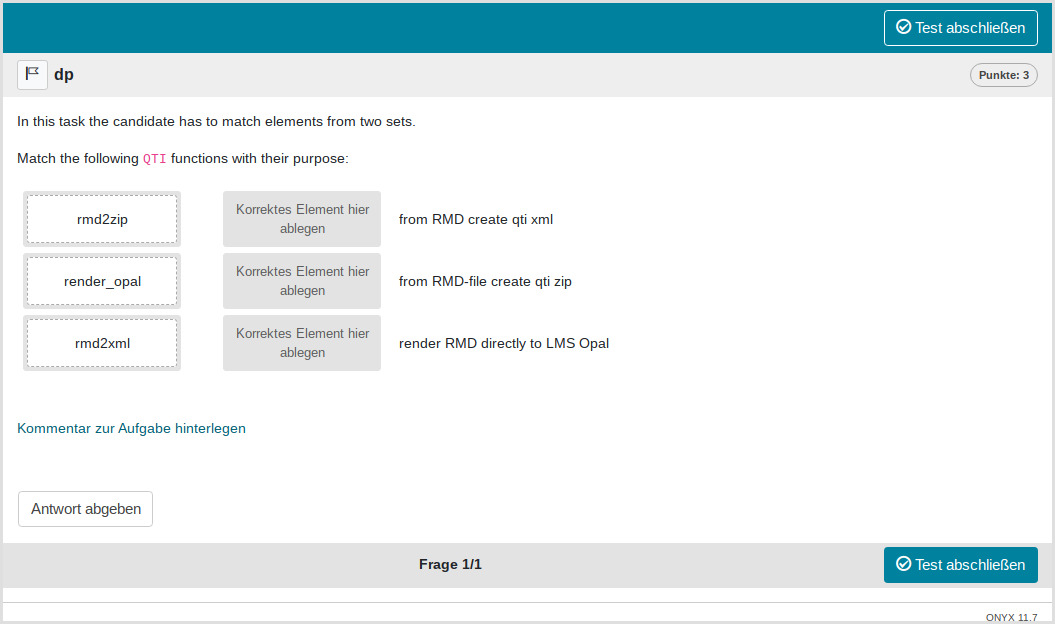 Test abschließen
dp
Punkte: 3
In this task the candidate has to match elements from two sets.
Match the following QTI functions with their purpose:
rmd2zip
Korrektes Element hier
ablegen
from RMD create qti xml
render_opal
Korrektes Element hier
ablegen
from RMD-file create qti zip
rmd2xml
Korrektes Element hier
ablegen
render RMD directly to LMS Opal
Kommentar zur Aufgabe hinterlegen
Antwort abgeben
Frage 1/1
Test abschließen
ONYX 11.7